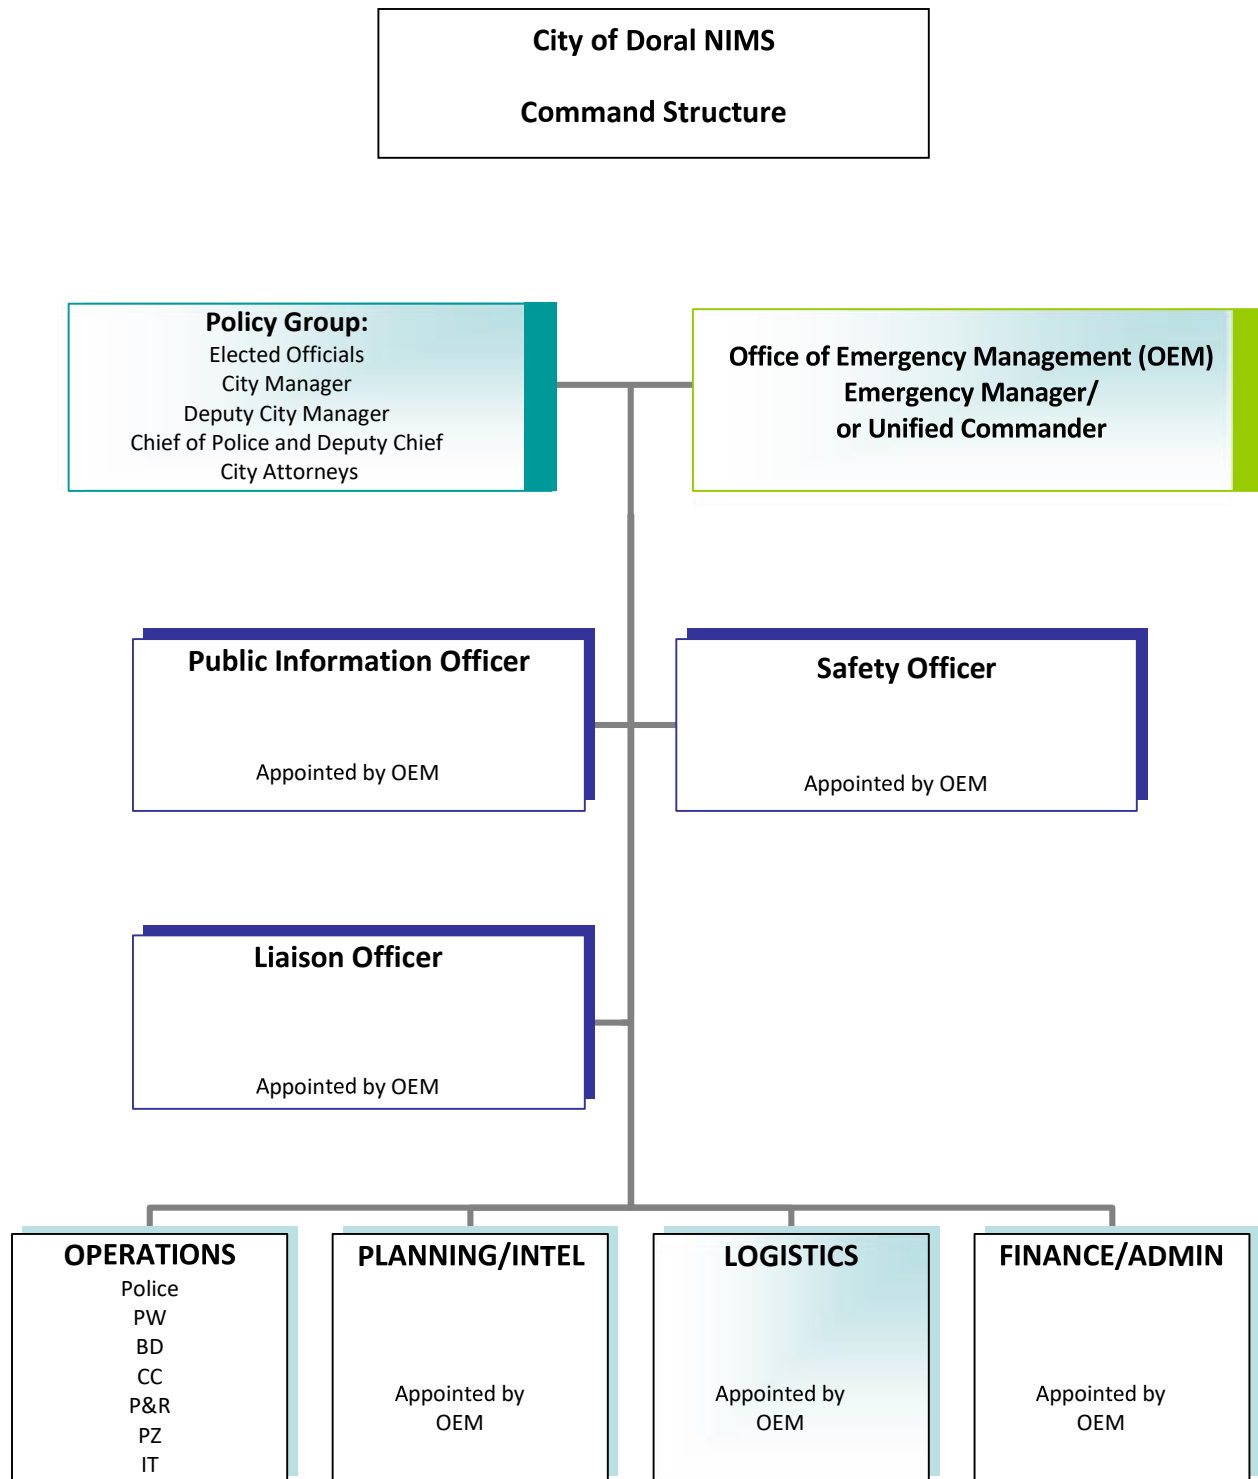 City of Doral NIMS
Command Structure
Policy Group:
Elected Officials
City Manager
Deputy City Manager
Chief of Police and Deputy Chief
City Attorneys
Office of Emergency Management (OEM)
Emergency Manager/
or Unified Commander
Public Information Officer
Appointed by OEM
Safety Officer
Appointed by OEM
Liaison Officer
Appointed by OEM
OPERATIONS
Police
PW
BD
CC
P&R
PZ
IT
PLANNING/INTEL
Appointed by
OEM
LOGISTICS
Appointed by
OEM
FINANCE/ADMIN
Appointed by
OEM